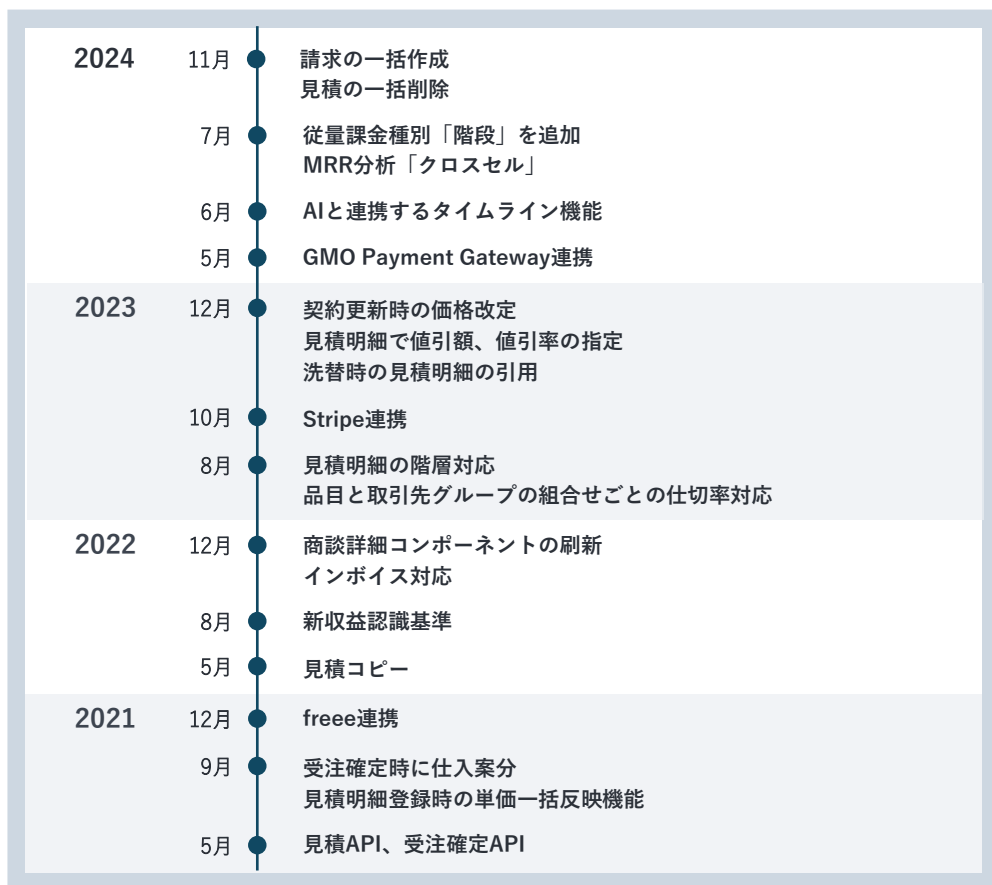 2024 11月 請求の一括作成
見積の一括削除
7月 従量課金種別「階段」を追加
MRR分析「クロスセル」
6月 AIと連携するタイムライン機能
5月 GMO Payment Gateway連携
2023 12月 契約更新時の価格改定
見積明細で値引額、値引率の指定
洗替時の見積明細の引用
10月 Stripe連携
8月 見積明細の階層対応
品目と取引先グループの組合せごとの仕切率対応
2022 12月 商談詳細コンポーネントの刷新
インボイス対応
8月 新収益認識基準
5月 見積コピー
2021 12月 freee連携
9月 受注確定時に仕入案分
見積明細登録時の単価一括反映機能
5月 見積API、受注確定API